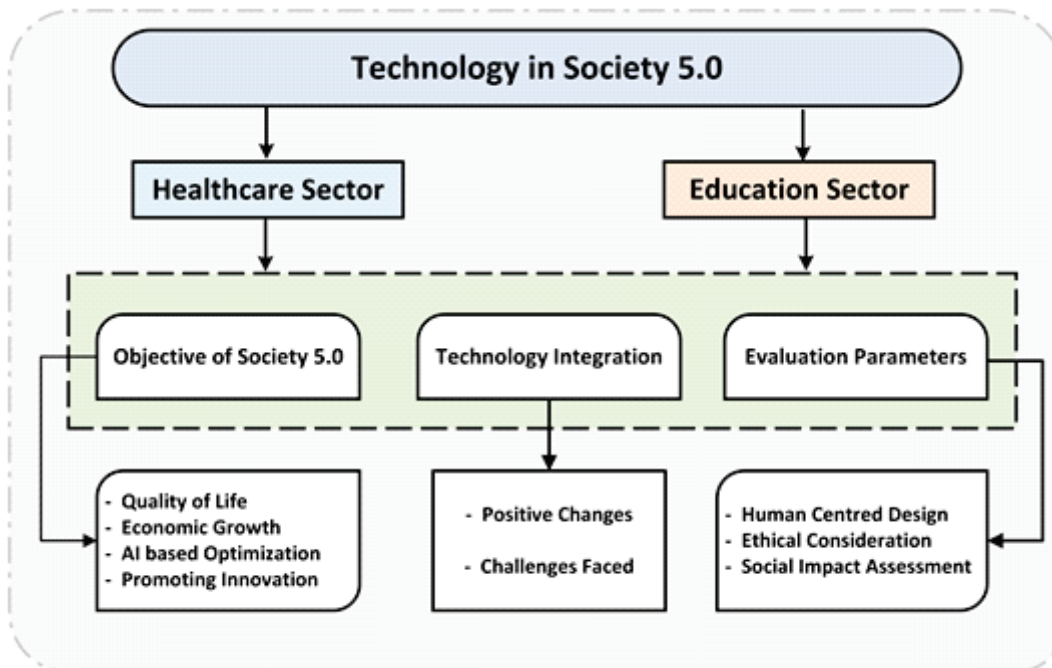 Technology in Society 5.0
Healthcare Sector
Education Sector
Objective of Society 5.0
Technology Integration
Evaluation Parameters
- Quality of Life
- Economic Growth
- AI based Optimization
- Promoting Innovation
- Positive Changes
- Challenges Faced
- Human Centred Design
- Ethical Consideration
- Social Impact Assessment